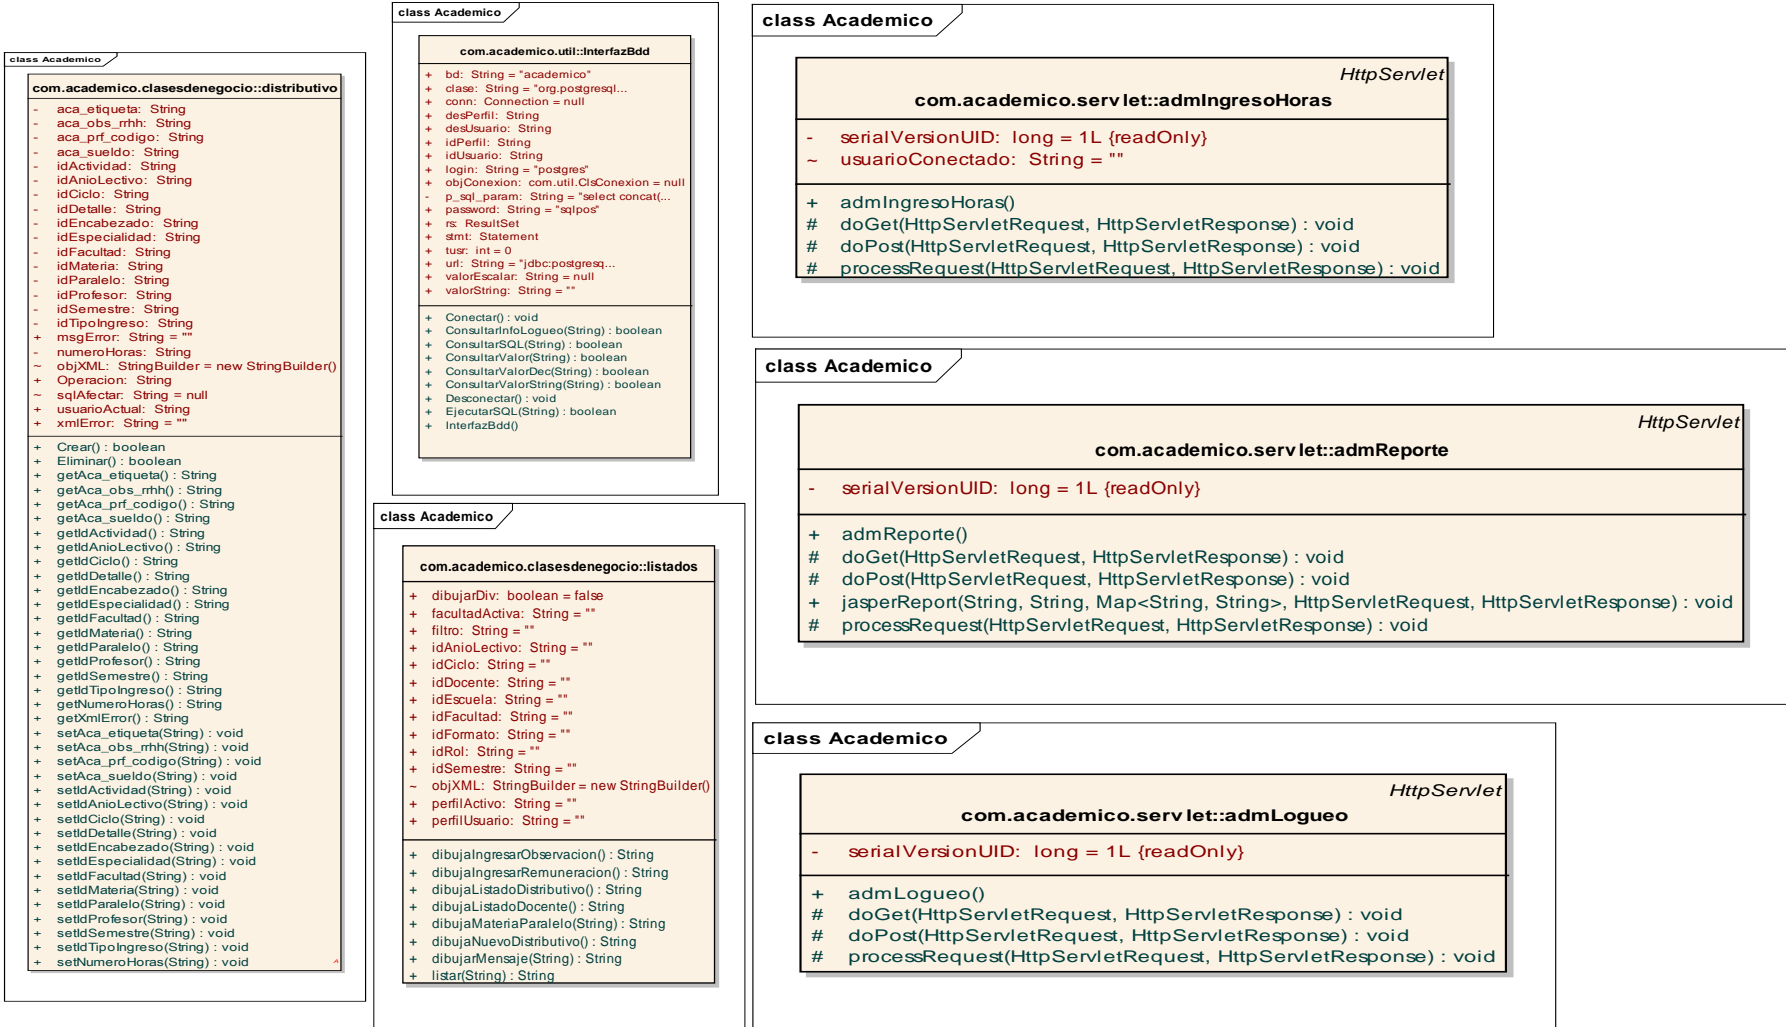 class Academico
com.academico.clasesdenegocio::distributivo
- aca_etiqueta: String
- aca_obs_rrhh: String
- aca_prf_codigo: String
- aca_sueldo: String
- idActividad: String
- idAnioLectivo: String
- idCiclo: String
- idDetalle: String
- idEncabezado: String
- idEspecialidad: String
- idFacultad: String
- idMateria: String
- idParalelo: String
- idProfesor: String
- idSemestre: String
- idTipoIngreso: String
+ msgError: String = ""
- numeroHoras: String
~ objXML: StringBuilder = new StringBuilder()
+ Operacion: String
~ sqlAfectar: String = null
+ usuarioActual: String
+ xmlError: String = ""
+ Crear() : boolean
+ Eliminar() : boolean
+ getAca_etiqueta() : String
+ getAca_obs_rrhh() : String
+ getAca_prf_codigo() : String
+ getAca_sueldo() : String
+ getIdActividad() : String
+ getIdAnioLectivo() : String
+ getIdCiclo() : String
+ getIdDetalle() : String
+ getIdEncabezado() : String
+ getIdEspecialidad() : String
+ getIdFacultad() : String
+ getIdMateria() : String
+ getIdParalelo() : String
+ getIdProfesor() : String
+ getIdSemestre() : String
+ getIdTipoIngreso() : String
+ getNumeroHoras() : String
+ getXmlError() : String
+ setAca_etiqueta(String) : void
+ setAca_obs_rrhh(String) : void
+ setAca_prf_codigo(String) : void
+ setAca_sueldo(String) : void
+ setIdActividad(String) : void
+ setIdAnioLectivo(String) : void
+ setIdCiclo(String) : void
+ setIdDetalle(String) : void
+ setIdEncabezado(String) : void
+ setIdEspecialidad(String) : void
+ setIdFacultad(String) : void
+ setIdMateria(String) : void
+ setIdParalelo(String) : void
+ setIdProfesor(String) : void
+ setIdSemestre(String) : void
+ setIdTipoIngreso(String) : void
+ setNumeroHoras(String) : void
class Academico
com.academico.util::InterfazBdd
+ bd: String = "academico"
+ clase: String = "org.postgresql...
+ conn: Connection = null
+ desPerfil: String
+ desUsuario: String
+ idPerfil: String
+ idUsuario: String
+ login: String = "postgres"
+ objConexion: com.util.ClsConexion = null
- p_sql_param: String = "select concat(...
+ password: String = "sqlpos"
+ rs: ResultSet
+ stmt: Statement
+ tusr: int = 0
+ url: String = "jdbc:postgresq...
+ valorEscalar: String = null
+ valorString: String = ""
+ Conectar() : void
+ ConsultarInfoLogueo(String) : boolean
+ ConsultarSQL(String) : boolean
+ ConsultarValor(String) : boolean
+ ConsultarValorDec(String) : boolean
+ ConsultarValorString(String) : boolean
+ Desconectar() : void
+ EjecutarSQL(String) : boolean
+ InterfazBdd()
class Academico
com.academico.clasesdenegocio::listados
+ dibujarDiv: boolean = false
+ facultadActiva: String = ""
+ filtro: String = ""
+ idAnioLectivo: String = ""
+ idCiclo: String = ""
+ idDocente: String = ""
+ idEscuela: String = ""
+ idFacultad: String = ""
+ idFormato: String = ""
+ idRol: String = ""
+ idSemestre: String = ""
~ objXML: StringBuilder = new StringBuilder()
+ perfilActivo: String = ""
+ perfilUsuario: String = ""
+ dibujaIngresarObservacion() : String
+ dibujaIngresarRemuneracion() : String
+ dibujaListadoDistributivo() : String
+ dibujaListadoDocente() : String
+ dibujaMateriaParalelo(String) : String
+ dibujaNuevoDistributivo() : String
+ dibujarMensaje(String) : String
+ listar(String) : String
class Academico
HttpServlet
com.academico.servlet::admIngresoHoras
- serialVersionUID: long = 1L {readOnly}
~ usuarioConectado: String = ""
+ admIngresoHoras()
# doGet(HttpServletRequest, HttpServletResponse) : void
# doPost(HttpServletRequest, HttpServletResponse) : void
# processRequest(HttpServletRequest, HttpServletResponse) : void
class Academico
HttpServlet
com.academico.servlet::admReporte
- serialVersionUID: long = 1L {readOnly}
+ admReporte()
# doGet(HttpServletRequest, HttpServletResponse) : void
# doPost(HttpServletRequest, HttpServletResponse) : void
+ jasperReport(String, String, Map<String, String>, HttpServletRequest, HttpServletResponse) : void
# processRequest(HttpServletRequest, HttpServletResponse) : void
class Academico
HttpServlet
com.academico.servlet::admLogueo
- serialVersionUID: long = 1L {readOnly}
+ admLogueo()
# doGet(HttpServletRequest, HttpServletResponse) : void
# doPost(HttpServletRequest, HttpServletResponse) : void
# processRequest(HttpServletRequest, HttpServletResponse) : void